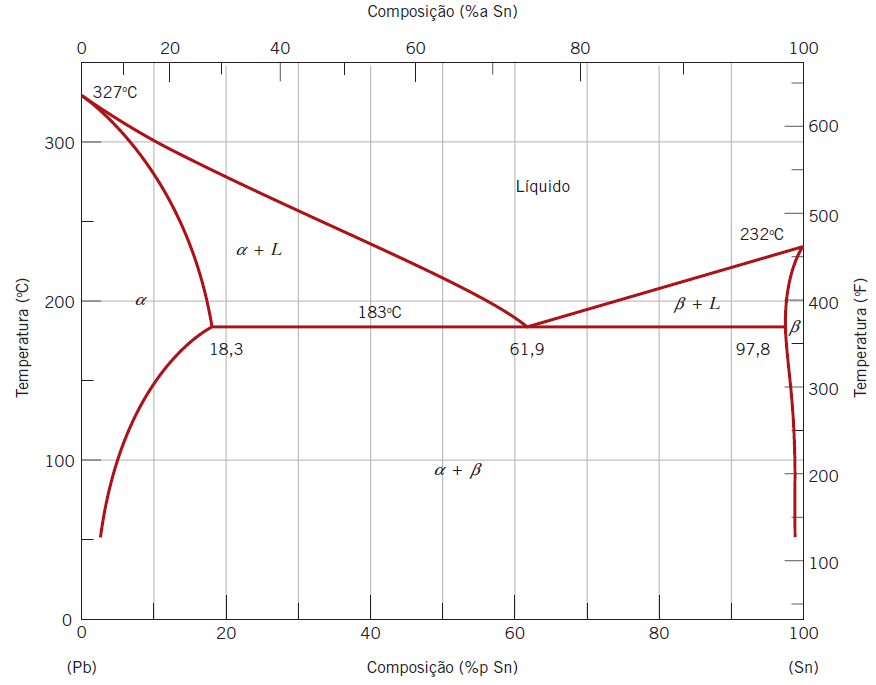 Composição (%a Sn)
0 20 40 60 80 100
327°C
300
600
Líquido
500
232°C
α + L
α
200
183°C
β + L
400
β
18,3 61,9 97,8
Temperatura (°C)
Temperatura (°F)
300
100
α + β
200
100
0
0 20 40 60 80 100
(Pb) Composição (%p Sn) (Sn)